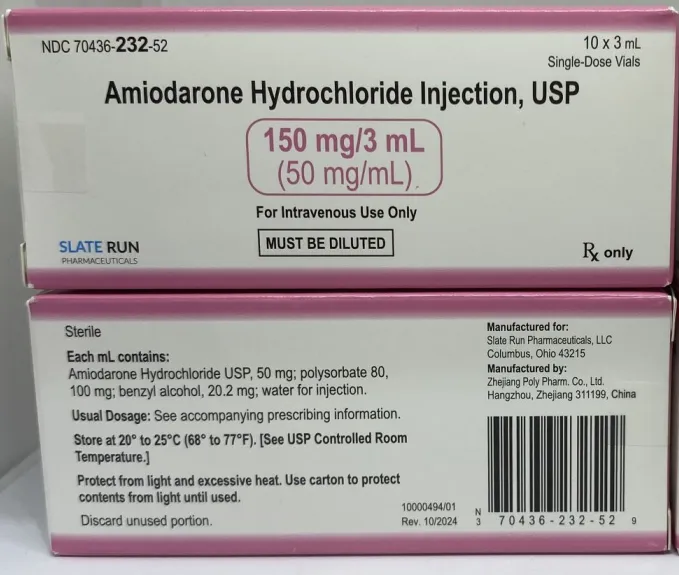 NDC 70436-232-52
10 x 3 mL
Single-Dose Vials
Amiodarone Hydrochloride Injection, USP
150 mg/3 mL
(50 mg/mL)
For Intravenous Use Only
MUST BE DILUTED
SLATE RUN
PHARMACEUTICALS
Rx only
Sterile
Each mL contains:
Amiodarone Hydrochloride USP, 50 mg; polysorbate 80,
100 mg; benzyl alcohol, 20.2 mg; water for injection.
Usual Dosage: See accompanying prescribing information.
Store at 20° to 25°C (68° to 77°F). [See USP Controlled Room
Temperature.]
Protect from light and excessive heat. Use carton to protect
contents from light until used.
Discard unused portion.
10000494/01
Rev. 10/2024
Manufactured for:
Slate Run Pharmaceuticals, LLC
Columbus, Ohio 43215
Manufactured by:
Zhejiang Poly Pharm. Co., Ltd.
Hangzhou, Zhejiang 311199, China
N
3 70436-232-52 9